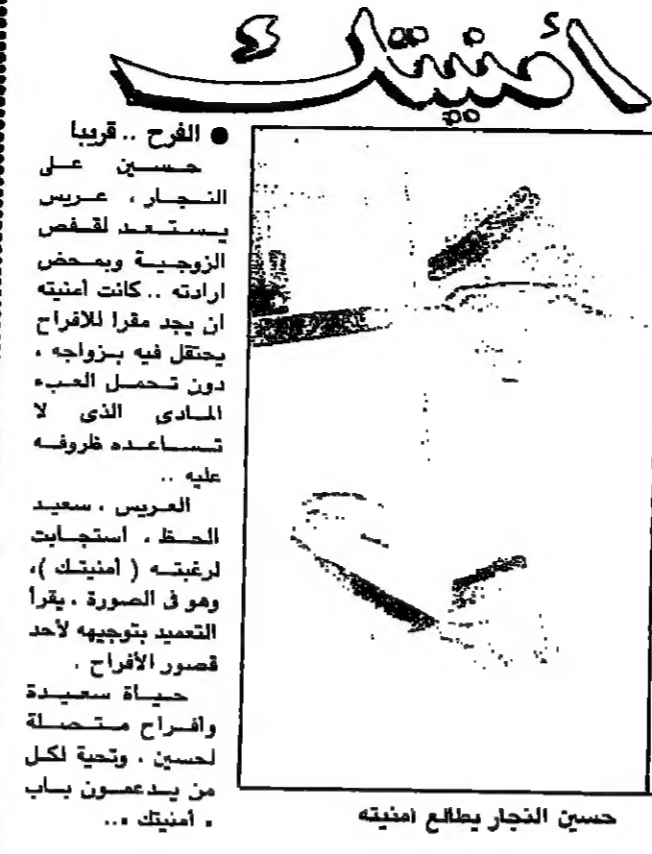 أمنيتك
● الفرح .. قريبا
حسين على
النجار ، عريس
يستعد لقفص
الزوجية وبمحض
ارادته .. كانت أمنيته
ان يجد مقرا للافراح
يحتفل فيه بزواجه ،
دون تحمل العبء
المادى الذى لا
تساعده ظروفه
عليه ..
العريس ، سعيد
الحظ ، استجابت
لرغبته ( أمنيتك )،
وهو فى الصورة ، يقرا
التعميد بتوجيهه لأحد
قصور الأفراح .
حياة سعيدة
وافراح متصلة
لحسين ، وتحية لكل
من يدعمون باب
« أمنيتك »..
حسين النجار يطالع أمنيته